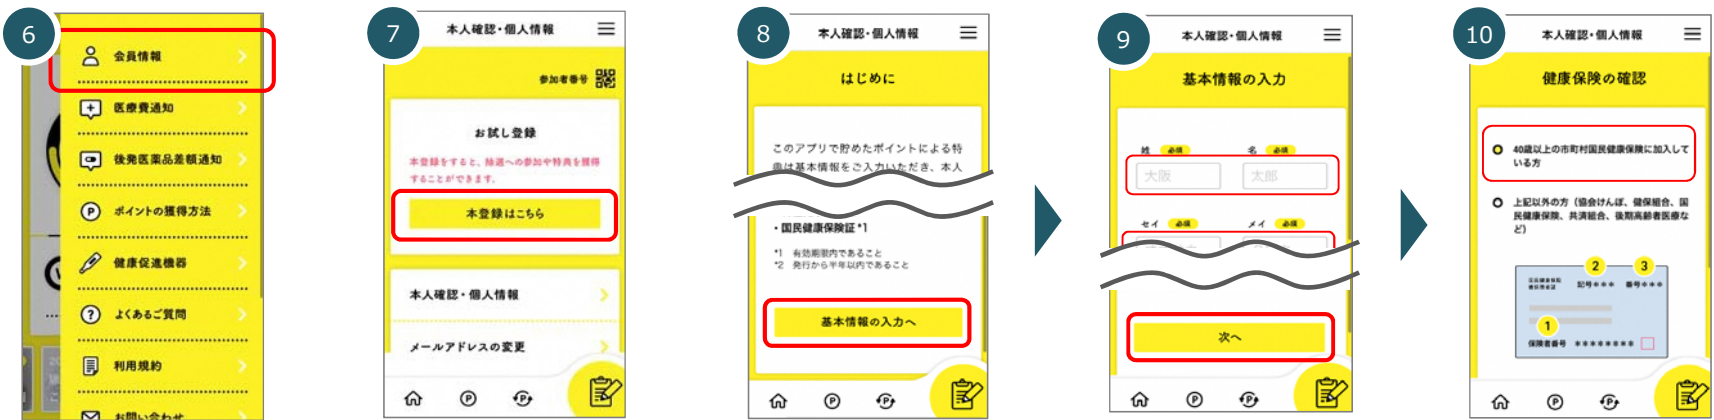 6
会員情報
医療費通知
後発医薬品差額通知
ポイントの獲得方法
健康促進機器
よくあるご質問
利用規約
お問い合わせ
7
本人確認・個人情報
参加者番号
お試し登録
本登録をすると、抽選への参加や特典を獲得
することができます。
本登録はこちら
本人確認・個人情報
メールアドレスの変更
8
本人確認・個人情報
はじめに
このアプリで貯めたポイントによる特
典は基本情報をご入力いただき、本人
・国民健康保険証*1
*1 有効期限内であること
*2 発行から半年以内であること
基本情報の入力へ
9
本人確認・個人情報
基本情報の入力
姓 必須 名 必須
大阪 太郎
セイ 必須 メイ 必須
次へ
10
本人確認・個人情報
健康保険の確認
40歳以上の市町村国民健康保険に加入して
いる方
上記以外の方（協会けんぽ、健保組合、国
民健康保険、共済組合、後期高齢者医療な
ど）
2 3
記号*** 番号***
1
保険者番号 ********